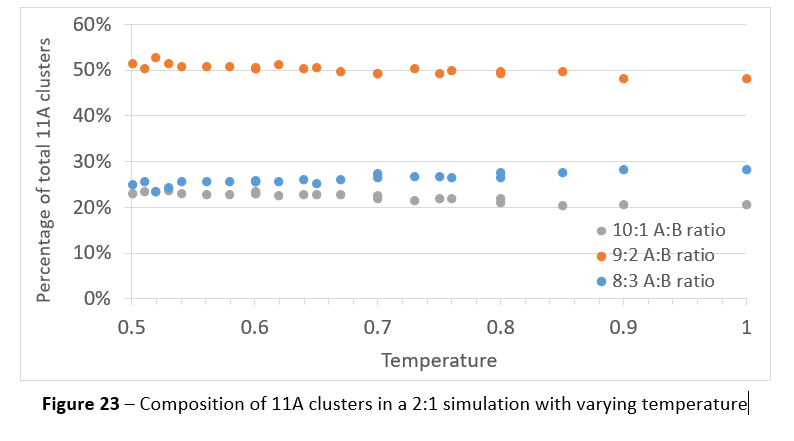 60%
50%
40%
30%
20%
10%
0%
Percentage of total 11A clusters
10:1 A:B ratio
9:2 A:B ratio
8:3 A:B ratio
0.5 0.6 0.7 0.8 0.9 1
Temperature
Figure 23 – Composition of 11A clusters in a 2:1 simulation with varying temperature